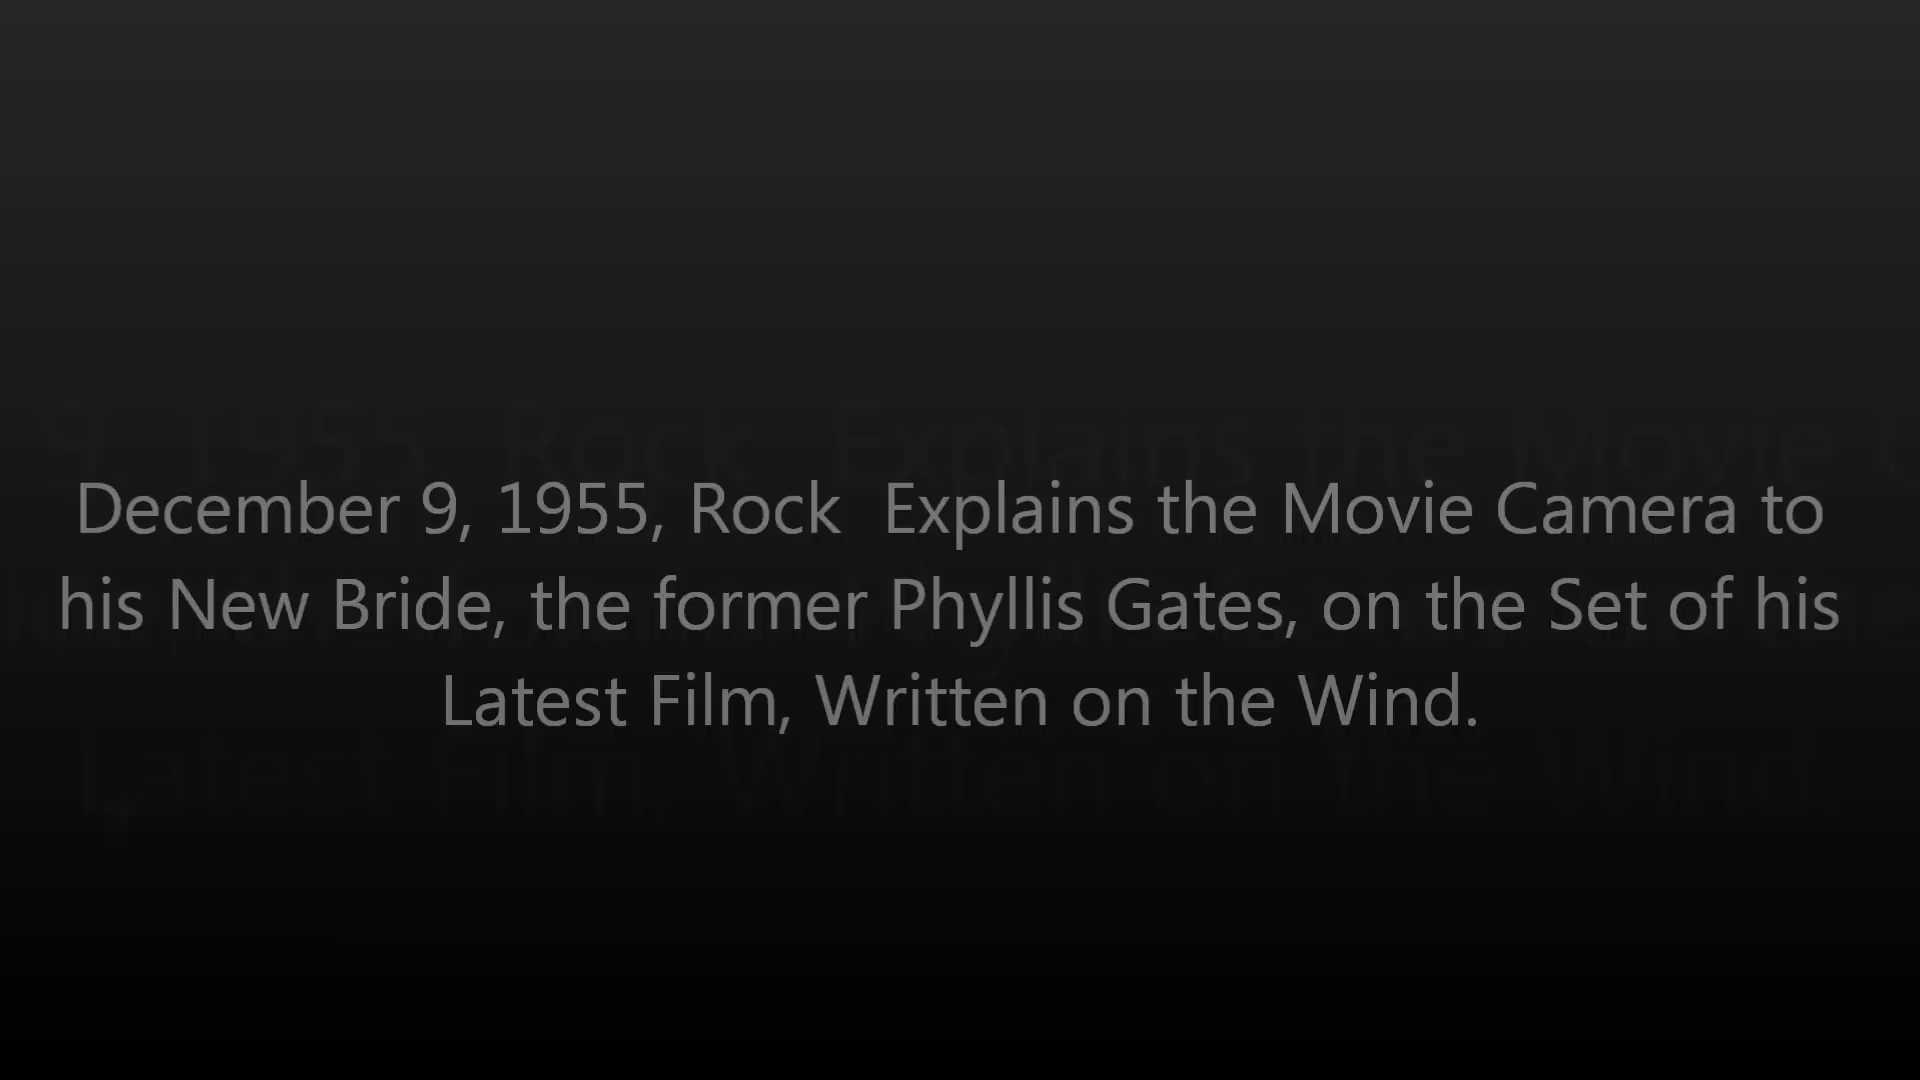 December 9, 1955, Rock  Explains the Movie Camera to
his New Bride, the former Phyllis Gates, on the Set of his
Latest Film, Written on the Wind.